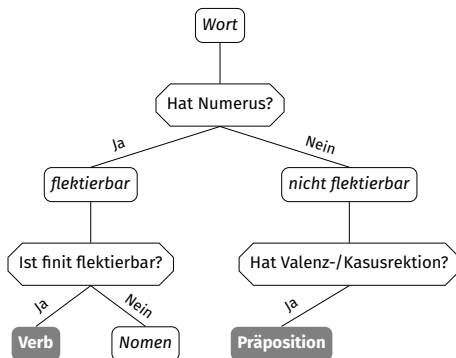 Wort
Hat Numerus?
Ja
Nein
flektierbar
nicht flektierbar
Ist finit flektierbar?
Hat Valenz-/Kasusrektion?
Ja
Nein
Ja
Verb
Nomen
Präposition